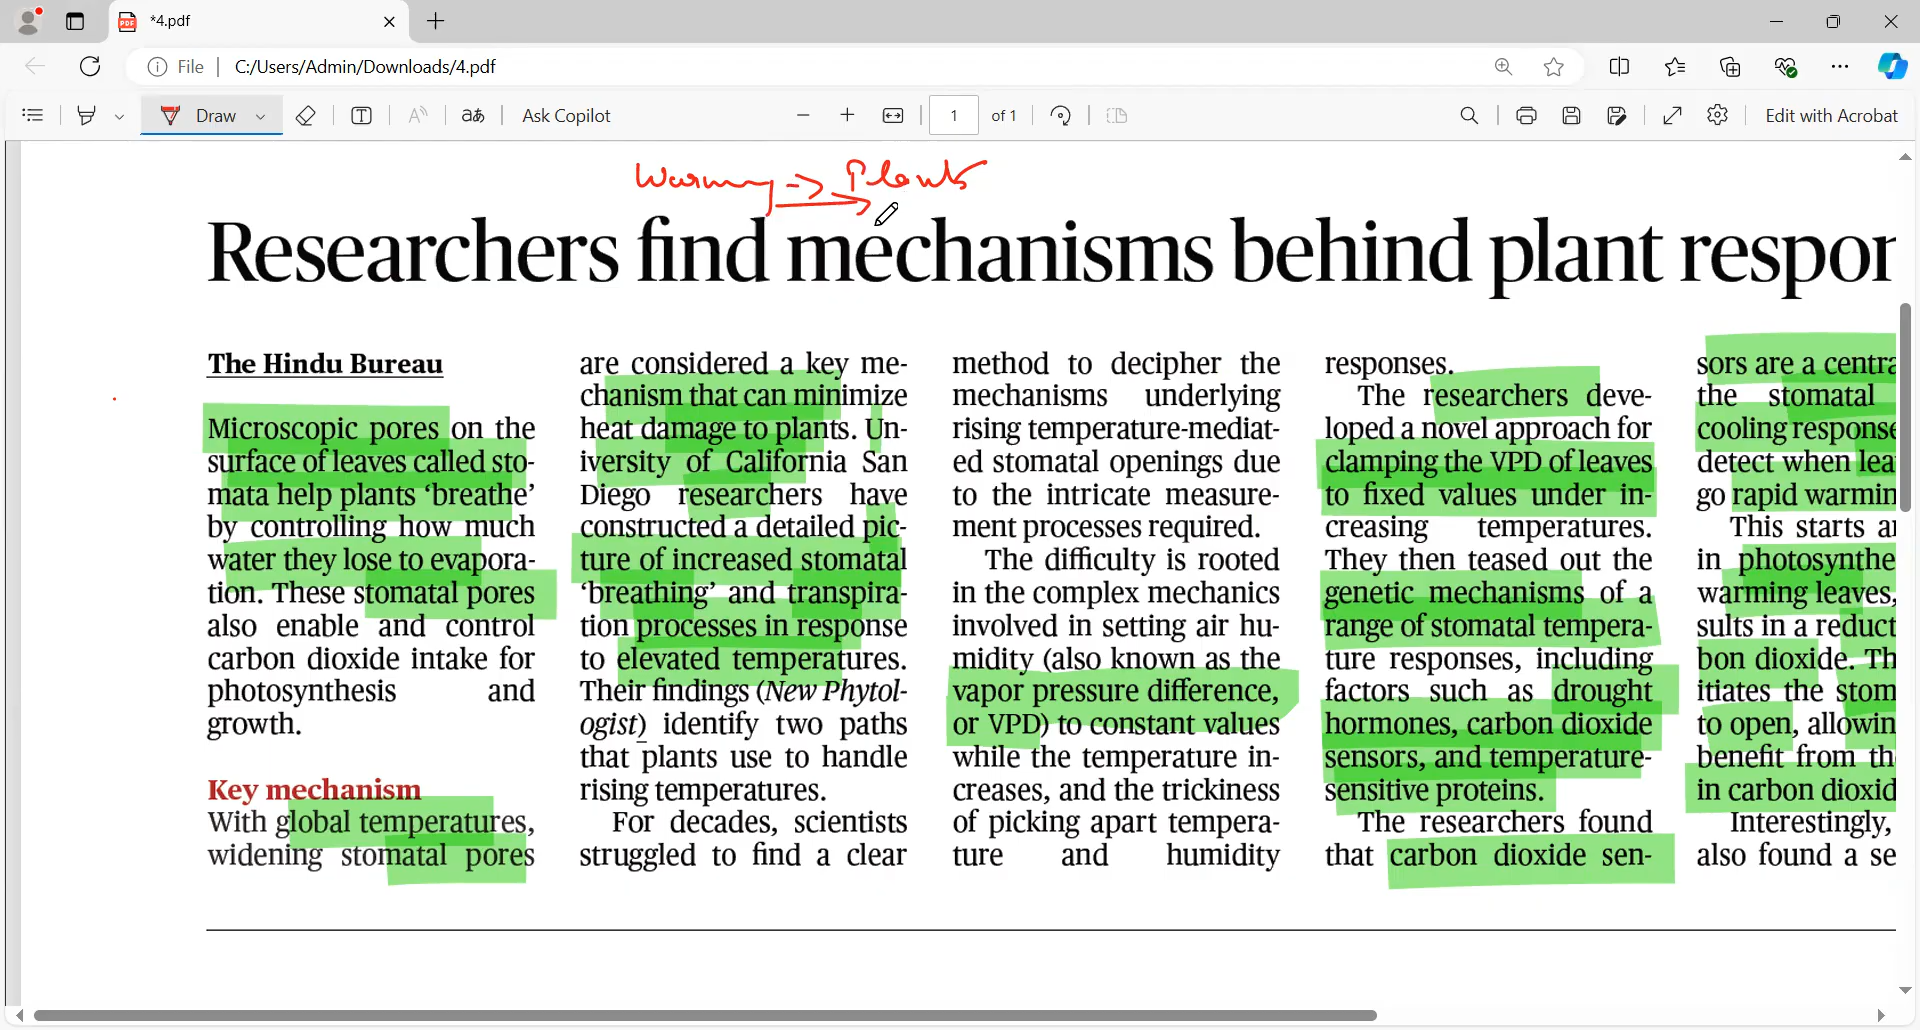 *4.pdf
File
C:/Users/Admin/Downloads/4.pdf
Draw
Ask Copilot
1
of 1
Edit with Acrobat
Warming -> Plants
Researchers find mechanisms behind plant respon
The Hindu Bureau
Microscopic pores on the
surface of leaves called sto-
mata help plants ‘breathe’
by controlling how much
water they lose to evapora-
tion. These stomatal pores
also enable and control
carbon dioxide intake for
photosynthesis and
growth.
Key mechanism
With global temperatures,
widening stomatal pores
are considered a key me-
chanism that can minimize
heat damage to plants. Un-
iversity of California San
Diego researchers have
constructed a detailed pic-
ture of increased stomatal
‘breathing’ and transpira-
tion processes in response
to elevated temperatures.
Their findings (New Phytol-
ogist) identify two paths
that plants use to handle
rising temperatures.
For decades, scientists
struggled to find a clear
method to decipher the
mechanisms underlying
rising temperature-mediat-
ed stomatal openings due
to the intricate measure-
ment processes required.
The difficulty is rooted
in the complex mechanics
involved in setting air hu-
midity (also known as the
vapor pressure difference,
or VPD) to constant values
while the temperature in-
creases, and the trickiness
of picking apart tempera-
ture and humidity
responses.
The researchers deve-
loped a novel approach for
clamping the VPD of leaves
to fixed values under in-
creasing temperatures.
They then teased out the
genetic mechanisms of a
range of stomatal tempera-
ture responses, including
factors such as drought
hormones, carbon dioxide
sensors, and temperature-
sensitive proteins.
The researchers found
that carbon dioxide sen-
sors are a centra
the stomatal
cooling response
detect when lea
go rapid warmin
This starts an
in photosynthe
warming leaves,
sults in a reduct
bon dioxide. Th
itiates the stom
to open, allowin
benefit from th
in carbon dioxid
Interestingly,
also found a se